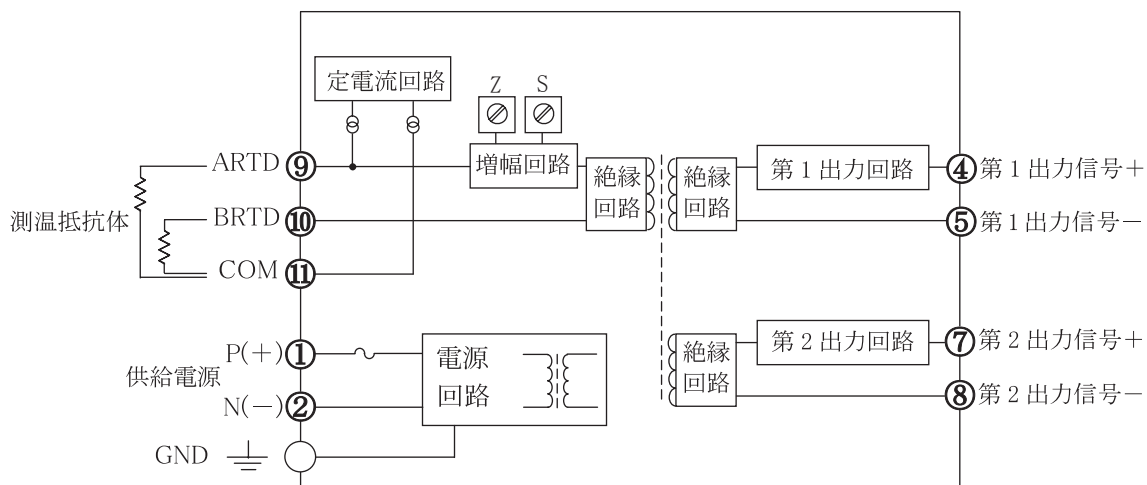 定電流回路
Z
S
ARTD
⑨
増幅回路
絶縁
回路
絶縁
回路
第1出力回路
④
第1出力信号+
測温抵抗体
BRTD
⑩
⑤
第1出力信号−
COM
⑪
P(+)
①
供給電源
電源
回路
N(−)
②
絶縁
回路
第2出力回路
⑦
第2出力信号+
⑧
第2出力信号−
GND